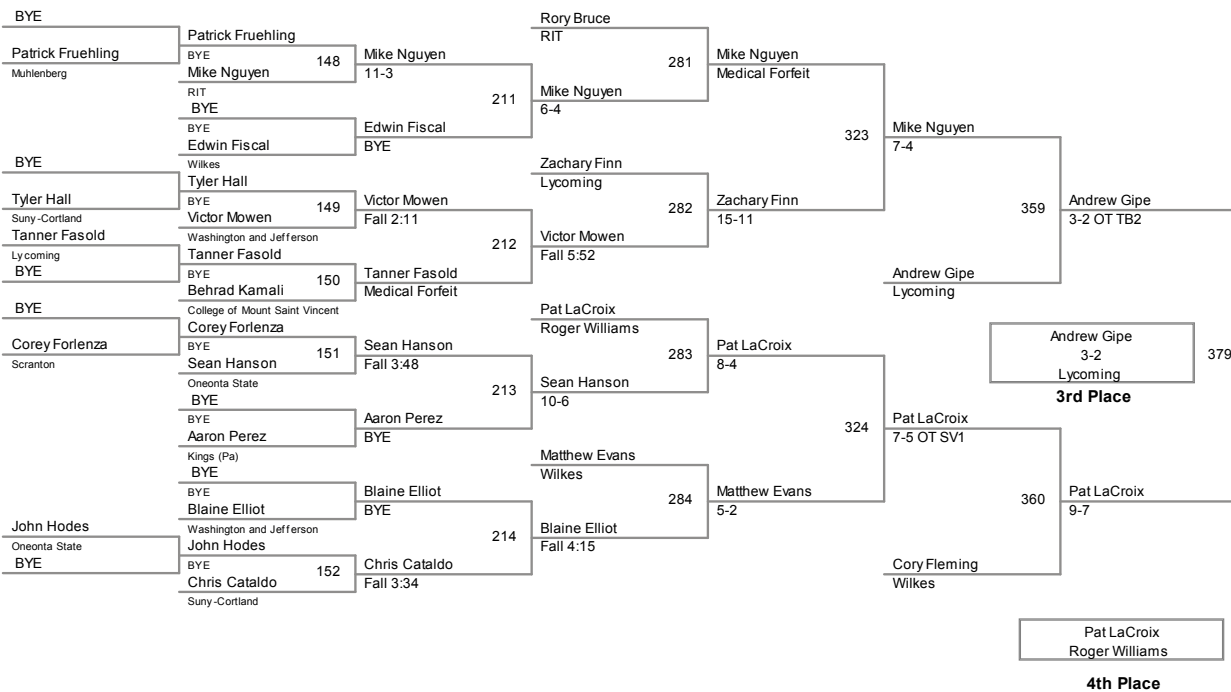 BYE
Patrick Fruehling
Muhlenberg
BYE
Tyler Hall
Suny-Cortland
Tanner Fasold
Lycoming
BYE
BYE
Corey Forlenza
Scranton
John Hodes
Oneonta State
BYE
Patrick Fruehling
BYE
148
Mike Nguyen
RIT
BYE
BYE
Edwin Fiscal
Wilkes
Tyler Hall
BYE
149
Victor Mowen
Washington and Jefferson
Tanner Fasold
BYE
150
Behrad Kamali
College of Mount Saint Vincent
Corey Forlenza
BYE
151
Sean Hanson
Oneonta State
BYE
BYE
Aaron Perez
Kings (Pa)
BYE
BYE
Blaine Elliot
Washington and Jefferson
John Hodes
BYE
152
Chris Cataldo
Suny-Cortland
Mike Nguyen
11-3
211
Edwin Fiscal
BYE
Victor Mowen
Fall 2:11
212
Tanner Fasold
Medical Forfeit
Sean Hanson
Fall 3:48
213
Aaron Perez
BYE
Blaine Elliot
BYE
214
Chris Cataldo
Fall 3:34
Rory Bruce
RIT
281
Mike Nguyen
6-4
Zachary Finn
Lycoming
282
Victor Mowen
Fall 5:52
Pat LaCroix
Roger Williams
283
Sean Hanson
10-6
Matthew Evans
Wilkes
284
Blaine Elliot
Fall 4:15
Mike Nguyen
Medical Forfeit
323
Zachary Finn
15-11
Pat LaCroix
8-4
324
Matthew Evans
5-2
Mike Nguyen
7-4
359
Andrew Gipe
Lycoming
Pat LaCroix
7-5 OT SV1
360
Cory Fleming
Wilkes
Andrew Gipe
3-2 OT TB2
Andrew Gipe
3-2
Lycoming
379
3rd Place
Pat LaCroix
9-7
Pat LaCroix
Roger Williams
4th Place